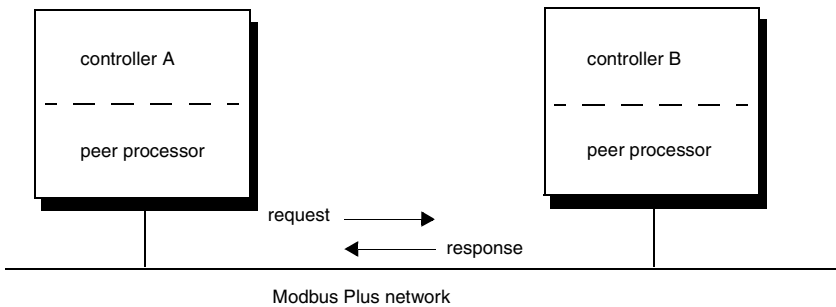 controller A
peer processor
controller B
peer processor
request
response
Modbus Plus network